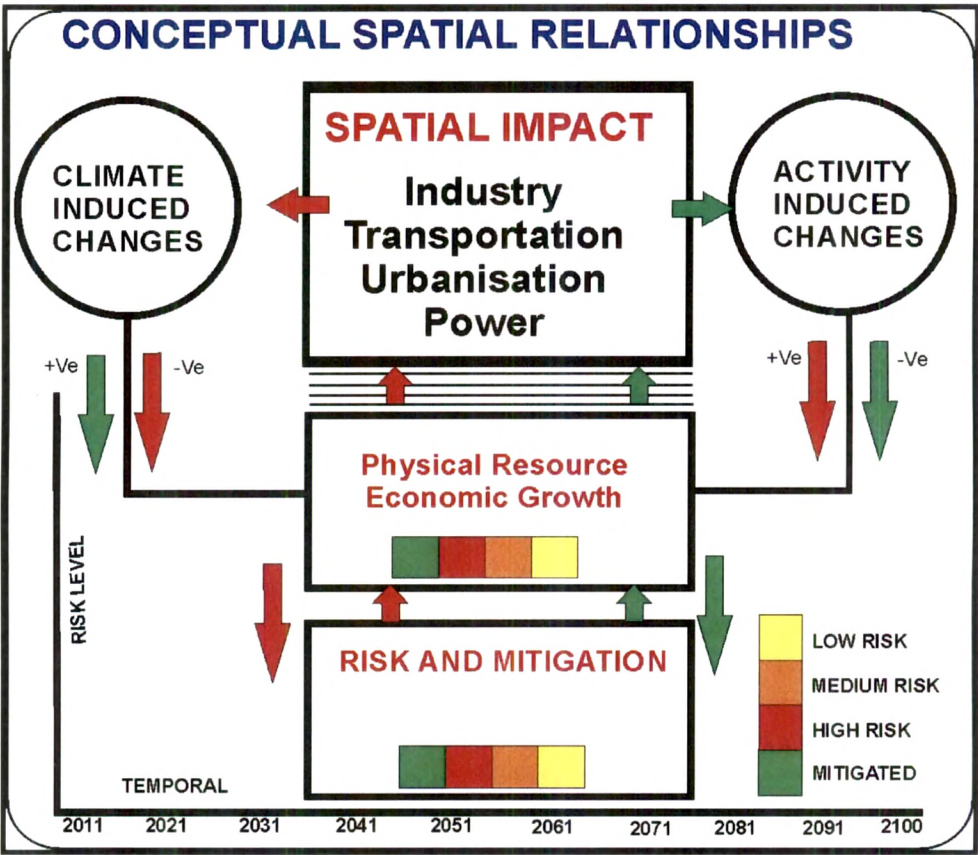 CONCEPTUAL SPATIAL RELATIONSHIPS
CLIMATE
INDUCED
CHANGES
SPATIAL IMPACT
Industry
Transportation
Urbanisation
Power
ACTIVITY
INDUCED
CHANGES
+Ve
-Ve
+Ve
-Ve
Physical Resource
Economic Growth
RISK LEVEL
RISK AND MITIGATION
LOW RISK
MEDIUM RISK
HIGH RISK
MITIGATED
TEMPORAL
2011 2021 2031 2041 2051 2061 2071 2081 2091 2100